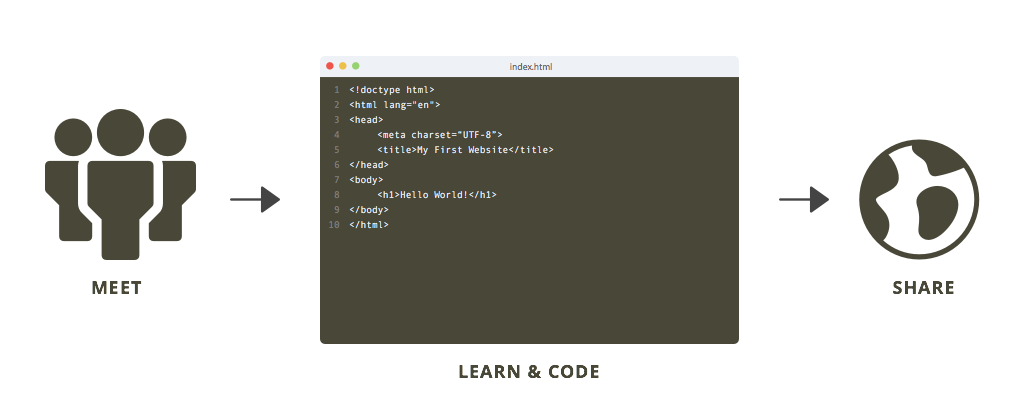 index.html
1 <!doctype html>
2 <html lang="en">
3 <head>
4 <meta charset="UTF-8">
5 <title>My First Website</title>
6 </head>
7 <body>
8 <h1>Hello World!</h1>
9 </body>
10 </html>
MEET
SHARE
LEARN & CODE